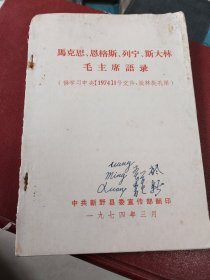 馬克思、恩格斯、列宁、斯大林
毛主席語录
(供学习中央【1974】1号文件、批林批孔用)
wang
ming
quan
中共新野县委宣传部翻印
一九七四年三月